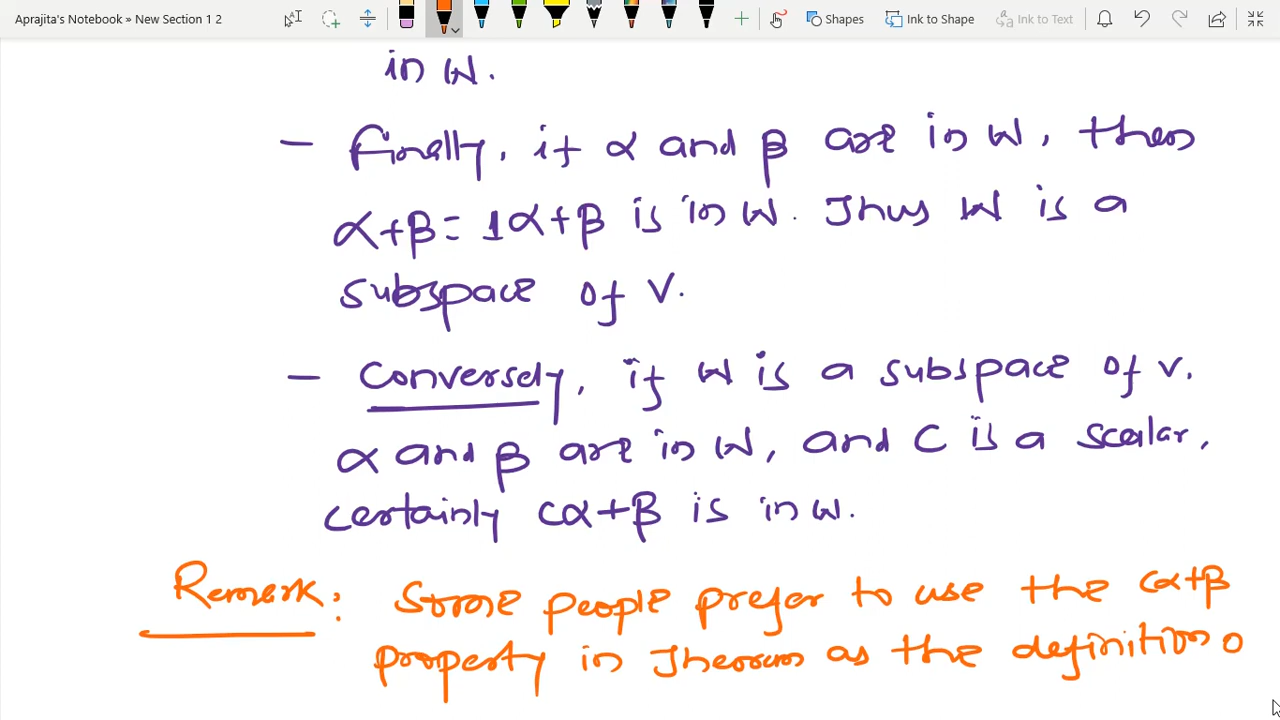 Aprajita's Notebook » New Section 1 2
Shapes
Ink to Shape
Ink to Text
in W.
- Finally, if α and β are in W, then
α+β = 1α+β is in W. Thus W is a
subspace of V.
- Conversely, if W is a subspace of V.
α and β are in W, and C is a scalar,
certainly cα+β is in W.
Remark: Some people prefer to use the cα+β
property in Theorem as the definition o